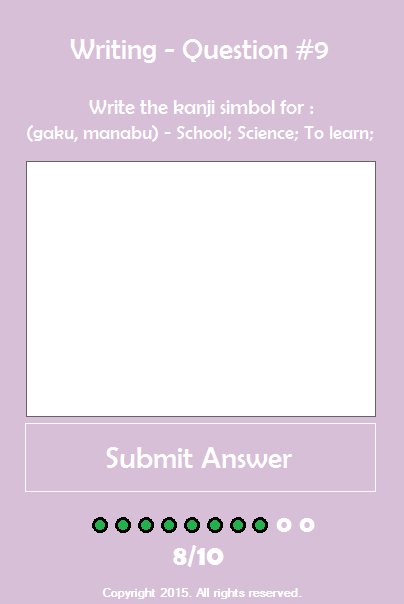 Writing - Question #9
Write the kanji simbol for :
(gaku, manabu) - School; Science; To learn;
Submit Answer
8/10
Copyright 2015. All rights reserved.